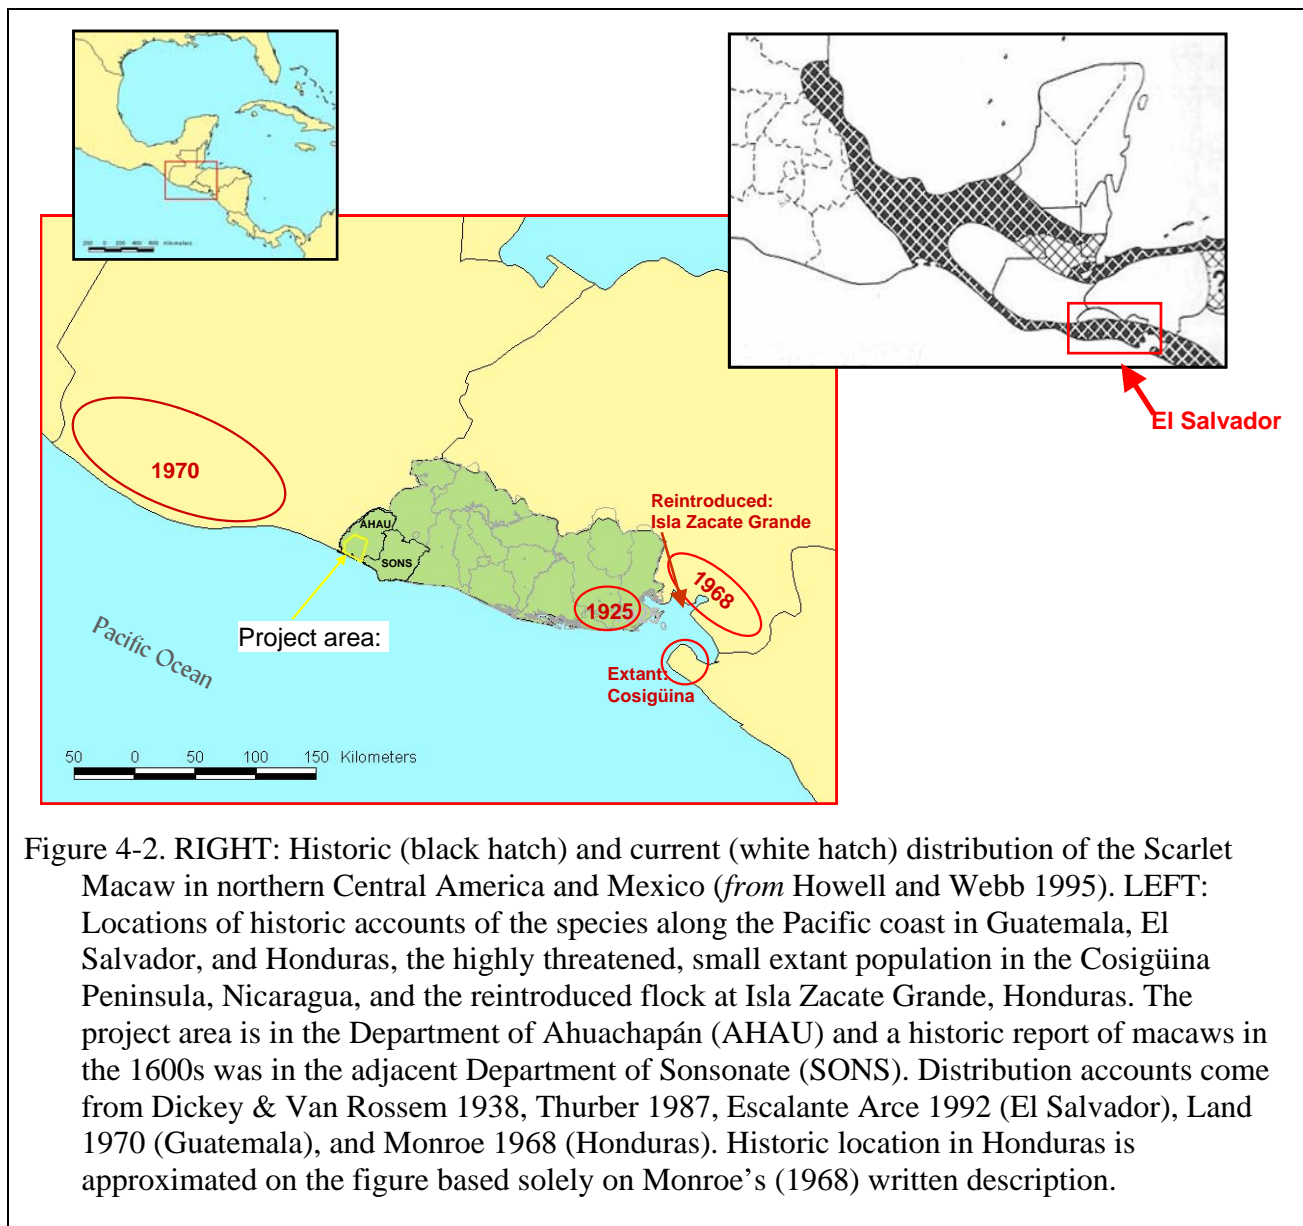 200 0 200 400 600 Kilometers
?
El Salvador
1970
AHAU
SONS
Reintroduced:
Isla Zacate Grande
1968
1925
Project area:
Pacific Ocean
Extant:
Cosigüina
50 0 50 100 150 Kilometers
Figure 4-2. RIGHT: Historic (black hatch) and current (white hatch) distribution of the Scarlet
Macaw in northern Central America and Mexico (from Howell and Webb 1995). LEFT:
Locations of historic accounts of the species along the Pacific coast in Guatemala, El
Salvador, and Honduras, the highly threatened, small extant population in the Cosigüina
Peninsula, Nicaragua, and the reintroduced flock at Isla Zacate Grande, Honduras. The
project area is in the Department of Ahuachapán (AHAU) and a historic report of macaws in
the 1600s was in the adjacent Department of Sonsonate (SONS). Distribution accounts come
from Dickey & Van Rossem 1938, Thurber 1987, Escalante Arce 1992 (El Salvador), Land
1970 (Guatemala), and Monroe 1968 (Honduras). Historic location in Honduras is
approximated on the figure based solely on Monroe’s (1968) written description.